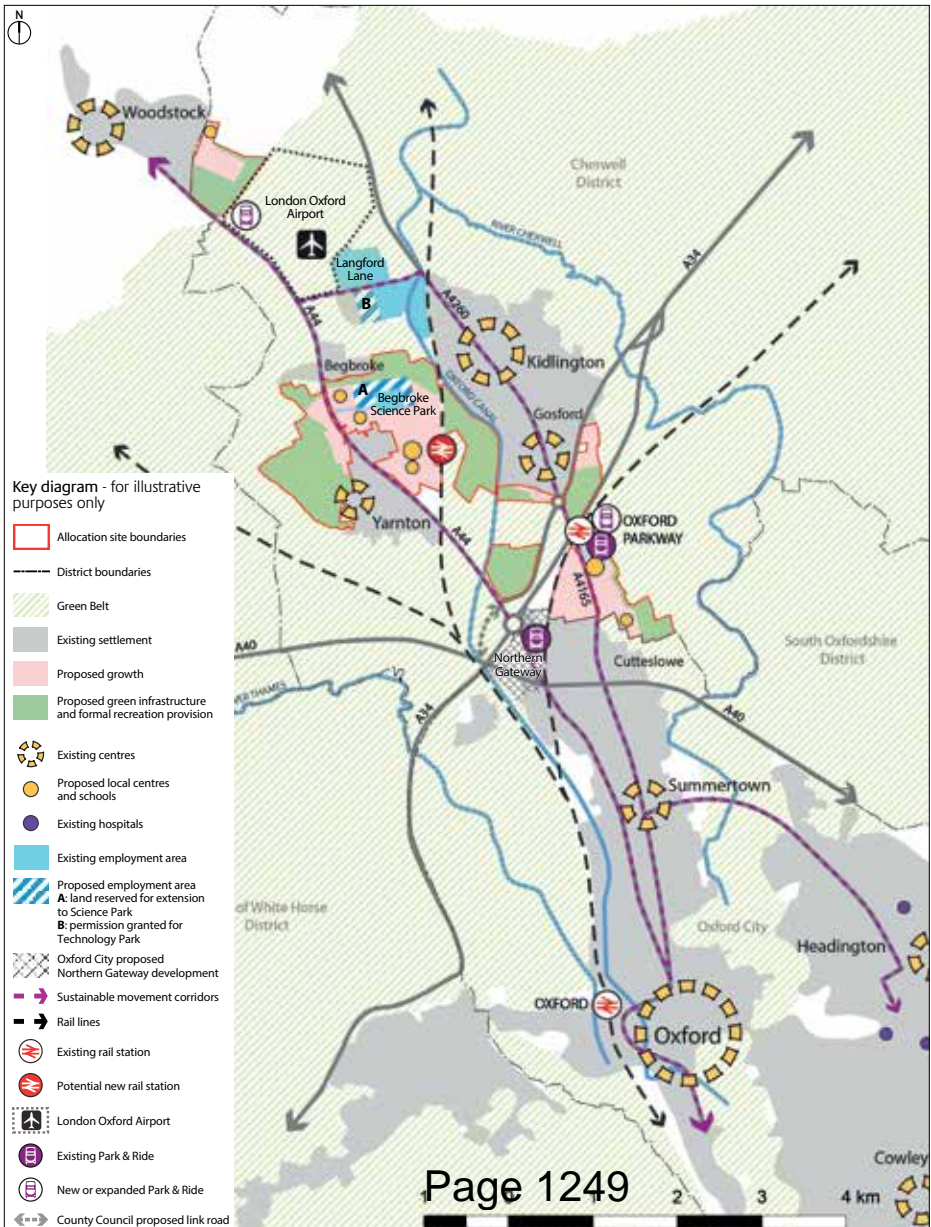 N
Woodstock
Cherwell
District
London Oxford
Airport
RIVER CHERWELL
A34
Langford
Lane
B
A44
A4260
Kidlington
Begbroke
OXFORD CANAL
A
Begbroke
Science Park
Gosford
Key diagram - for illustrative
purposes only
Allocation site boundaries
District boundaries
Green Belt
Existing settlement
Proposed growth
Proposed green infrastructure
and formal recreation provision
Existing centres
Proposed local centres
and schools
Existing hospitals
Existing employment area
Proposed employment area
A: land reserved for extension
to Science Park
B: permission granted for
Technology Park
Oxford City proposed
Northern Gateway development
Sustainable movement corridors
Rail lines
Existing rail station
Potential new rail station
London Oxford Airport
Existing Park & Ride
New or expanded Park & Ride
County Council proposed link road
Yarnton
A44
OXFORD
PARKWAY
A4165
A40
Northern
Gateway
Cutteslowe
South Oxfordshire
District
VER THAMES
A34
A40
Summertown
of White Horse
District
Oxford City
Headington
OXFORD
Oxford
Cowley
Page 1249
1
0
2
3
4 km